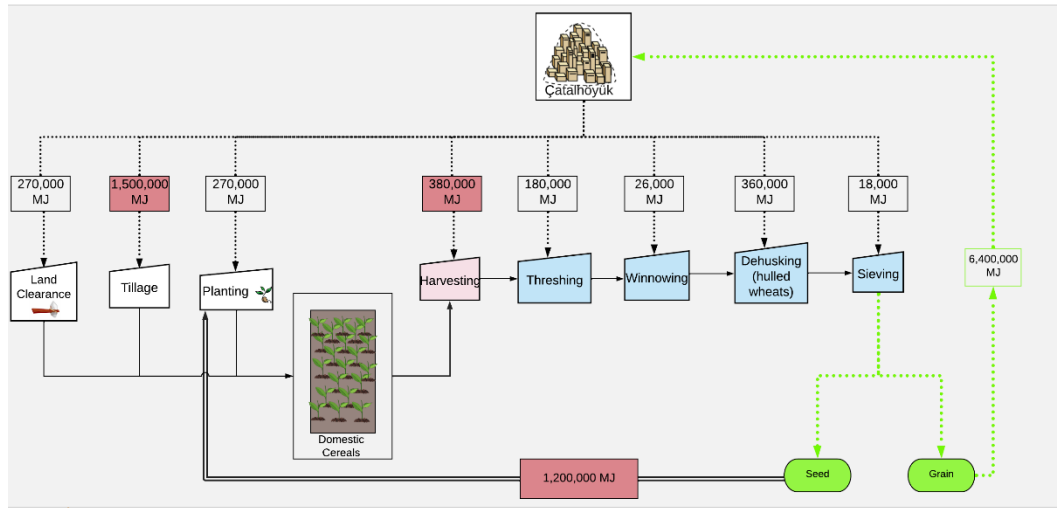 Çatalhöyük
270,000
MJ
1,500,000
MJ
270,000
MJ
380,000
MJ
180,000
MJ
26,000
MJ
360,000
MJ
18,000
MJ
6,400,000
MJ
Land
Clearance
Tillage
Planting
Harvesting
Threshing
Winnowing
Dehusking
(hulled
wheats)
Sieving
Domestic
Cereals
1,200,000 MJ
Seed
Grain